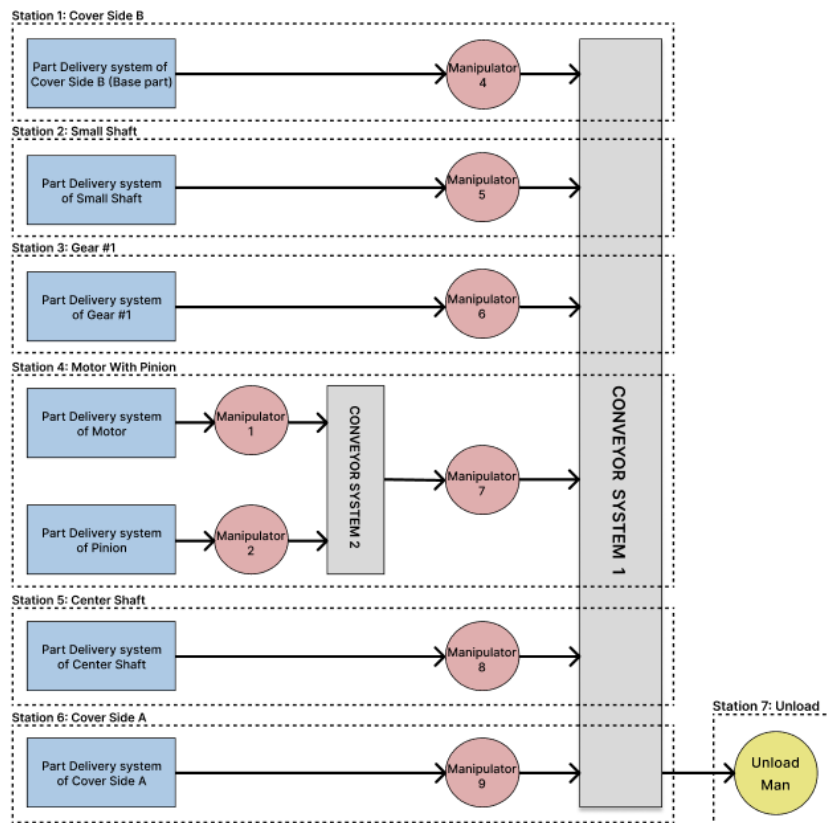 Station 1: Cover Side B
Part Delivery system of
Cover Side B (Base part)
Manipulator
4
Station 2: Small Shaft
Part Delivery system
of Small Shaft
Manipulator
5
Station 3: Gear #1
Part Delivery system
of Gear #1
Manipulator
6
Station 4: Motor With Pinion
Part Delivery system
of Motor
Manipulator
1
Part Delivery system
of Pinion
Manipulator
2
CONVEYOR SYSTEM 2
Manipulator
7
CONVEYOR SYSTEM 1
Station 5: Center Shaft
Part Delivery system
of Center Shaft
Manipulator
8
Station 6: Cover Side A
Part Delivery system
of Cover Side A
Manipulator
9
Station 7: Unload
Unload
Man